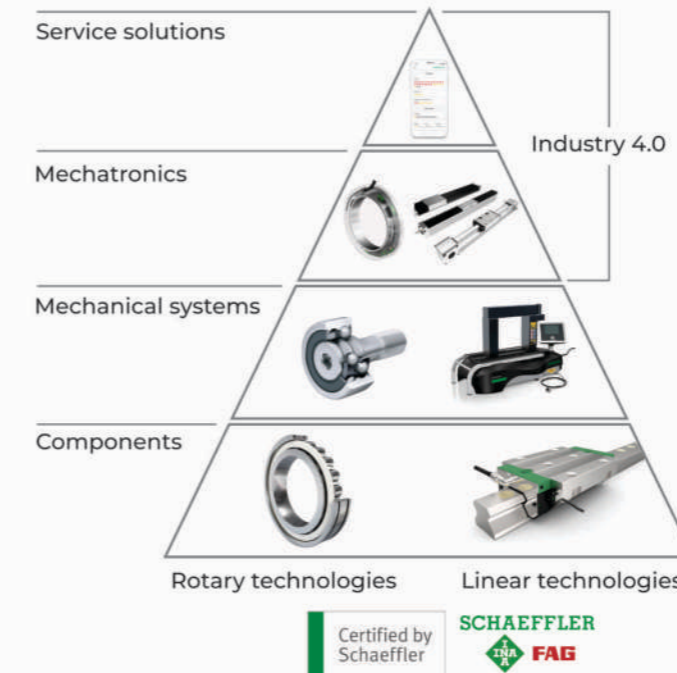 Service solutions
Industry 4.0
Mechatronics
Mechanical systems
Components
Rotary technologies
Linear technologies
Certified by
Schaeffler
SCHAEFFLER
INA
FAG